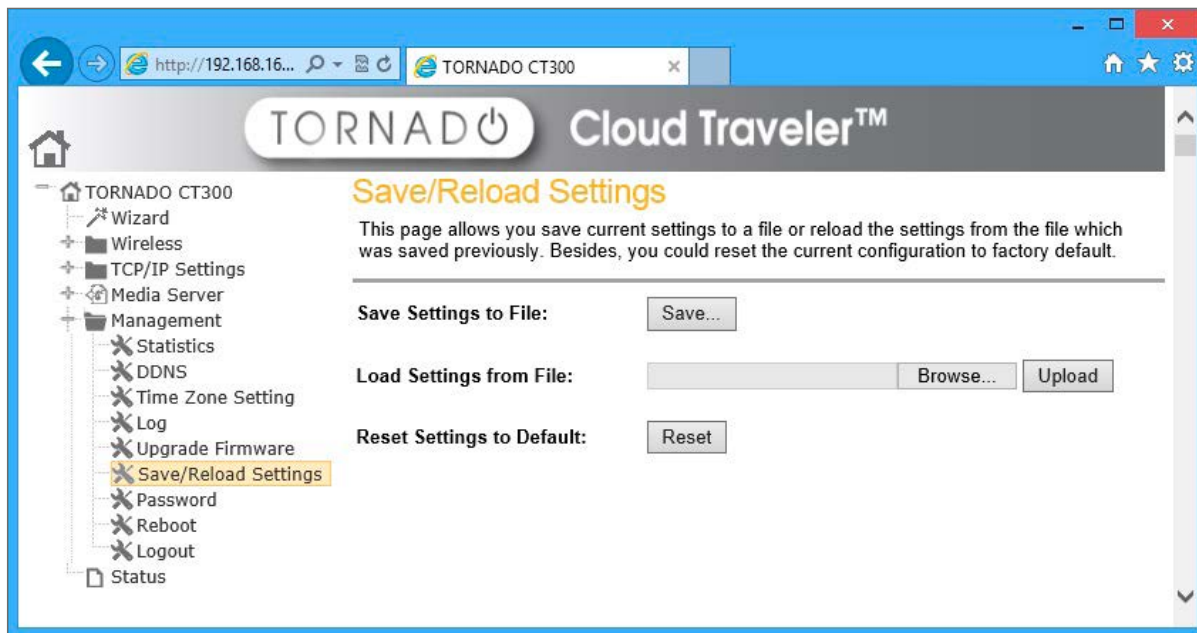 http://192.168.16...
TORNADO CT300
TORNADO Cloud Traveler™
TORNADO CT300
Wizard
Wireless
TCP/IP Settings
Media Server
Management
Statistics
DDNS
Time Zone Setting
Log
Upgrade Firmware
Save/Reload Settings
Password
Reboot
Logout
Status
Save/Reload Settings
This page allows you save current settings to a file or reload the settings from the file which
was saved previously. Besides, you could reset the current configuration to factory default.
Save Settings to File: Save...
Load Settings from File: Browse... Upload
Reset Settings to Default: Reset